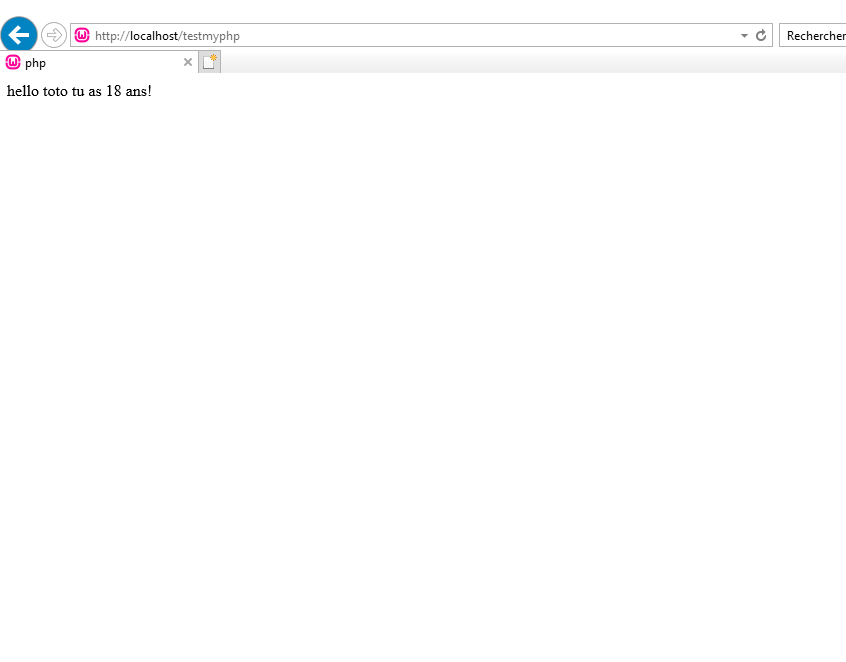 http://localhost/testmyphp
Rechercher
php
hello toto tu as 18 ans!